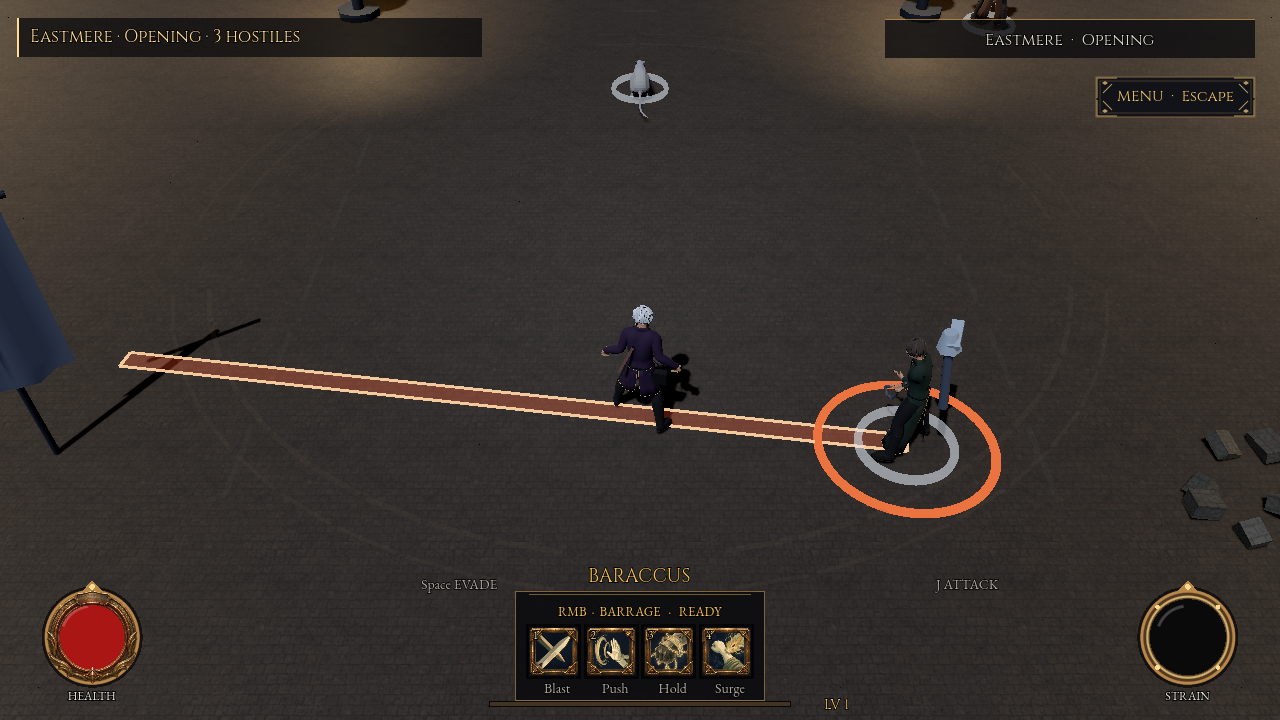 Eastmere · Opening · 3 hostiles
Eastmere · Opening
MENU · Escape
BARACCUS
Space EVADE
J ATTACK
RMB · BARRAGE · READY
1 2 3 4
Blast Push Hold Surge
HEALTH
STRAIN
LV 1